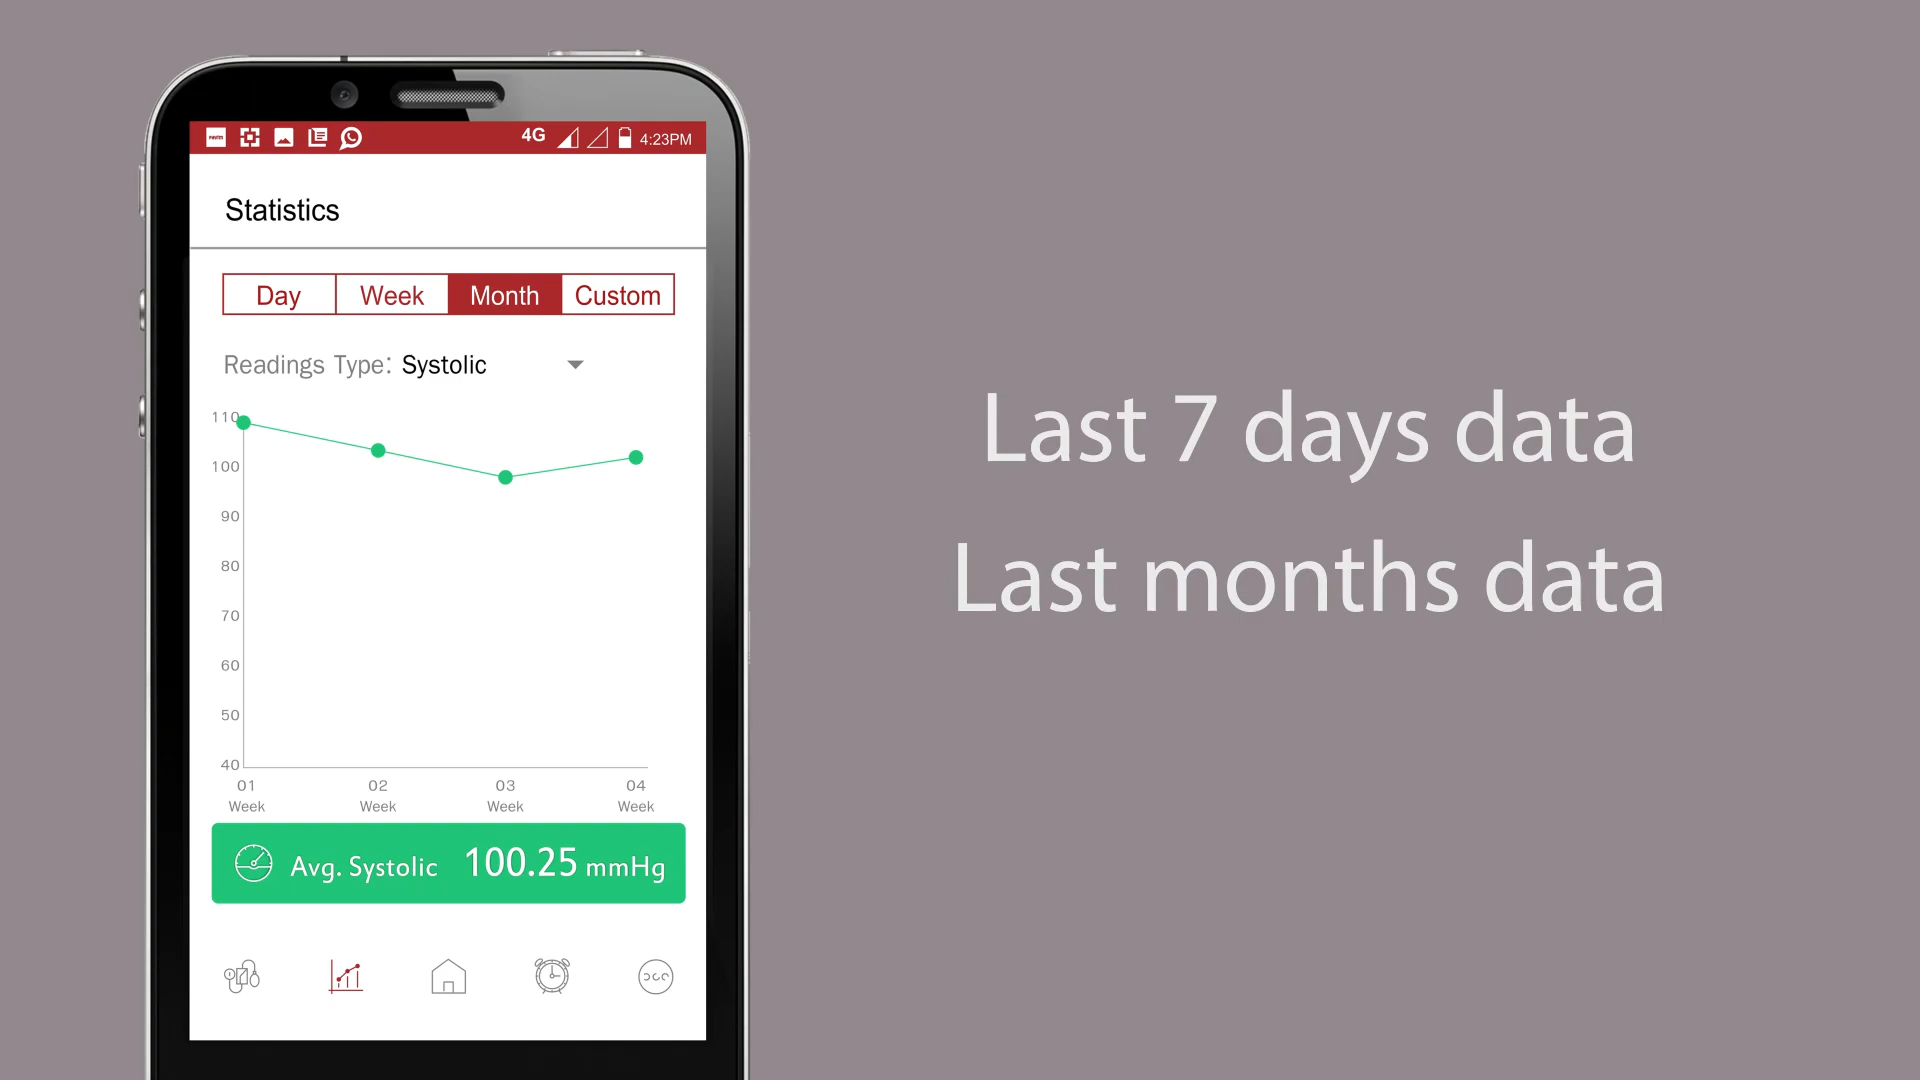 4G 4:23PM
Statistics
Day Week Month Custom
Readings Type: Systolic
110
100
90
80
70
60
50
40
01 02 03 04
Week Week Week Week
Avg. Systolic 100.25 mmHg
Last 7 days data
Last months data